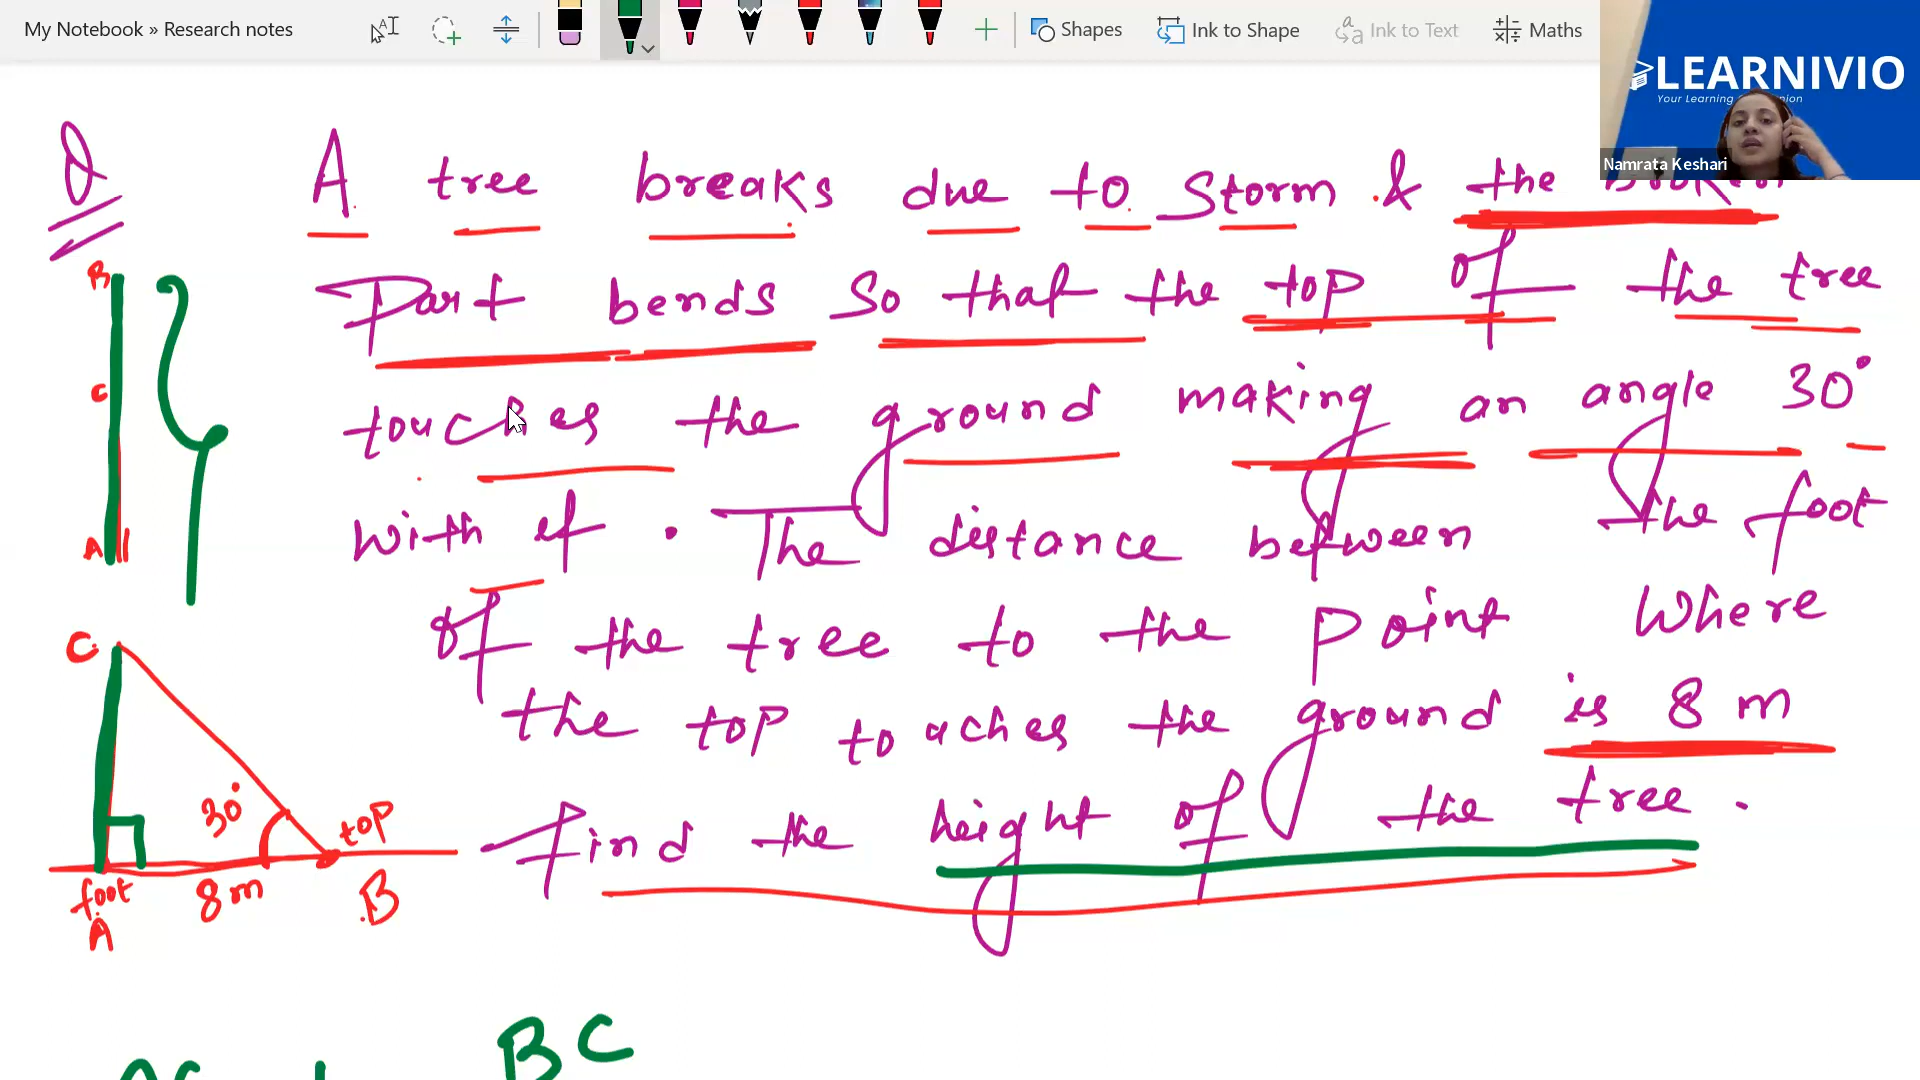 My Notebook » Research notes
Shapes
Ink to Shape
Ink to Text
Maths
LEARNIVIO
Your Learning
Namrata Keshari
Q
A tree breaks due to Storm & the broken
Part bends so that the top of the tree
touches the ground making an angle 30°
with it. The distance between the foot
of the tree to the point where
the top touches the ground is 8 m
find the height of the tree.
B
C
A
C
30°
top
foot
8 m
B
A
BC